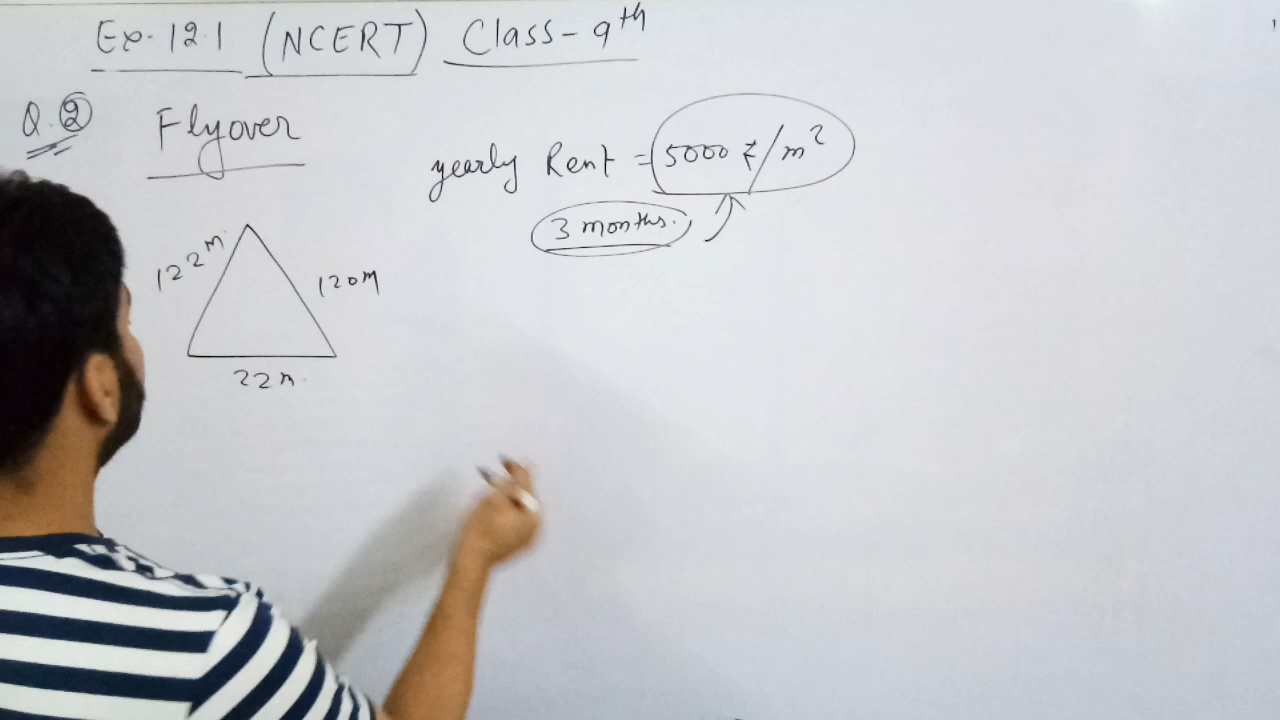 Ex. 12.1 (NCERT) Class - 9th
Q. 2 Flyover
yearly Rent = 5000 ₹/m²
3 months.
122m
120m
22m.